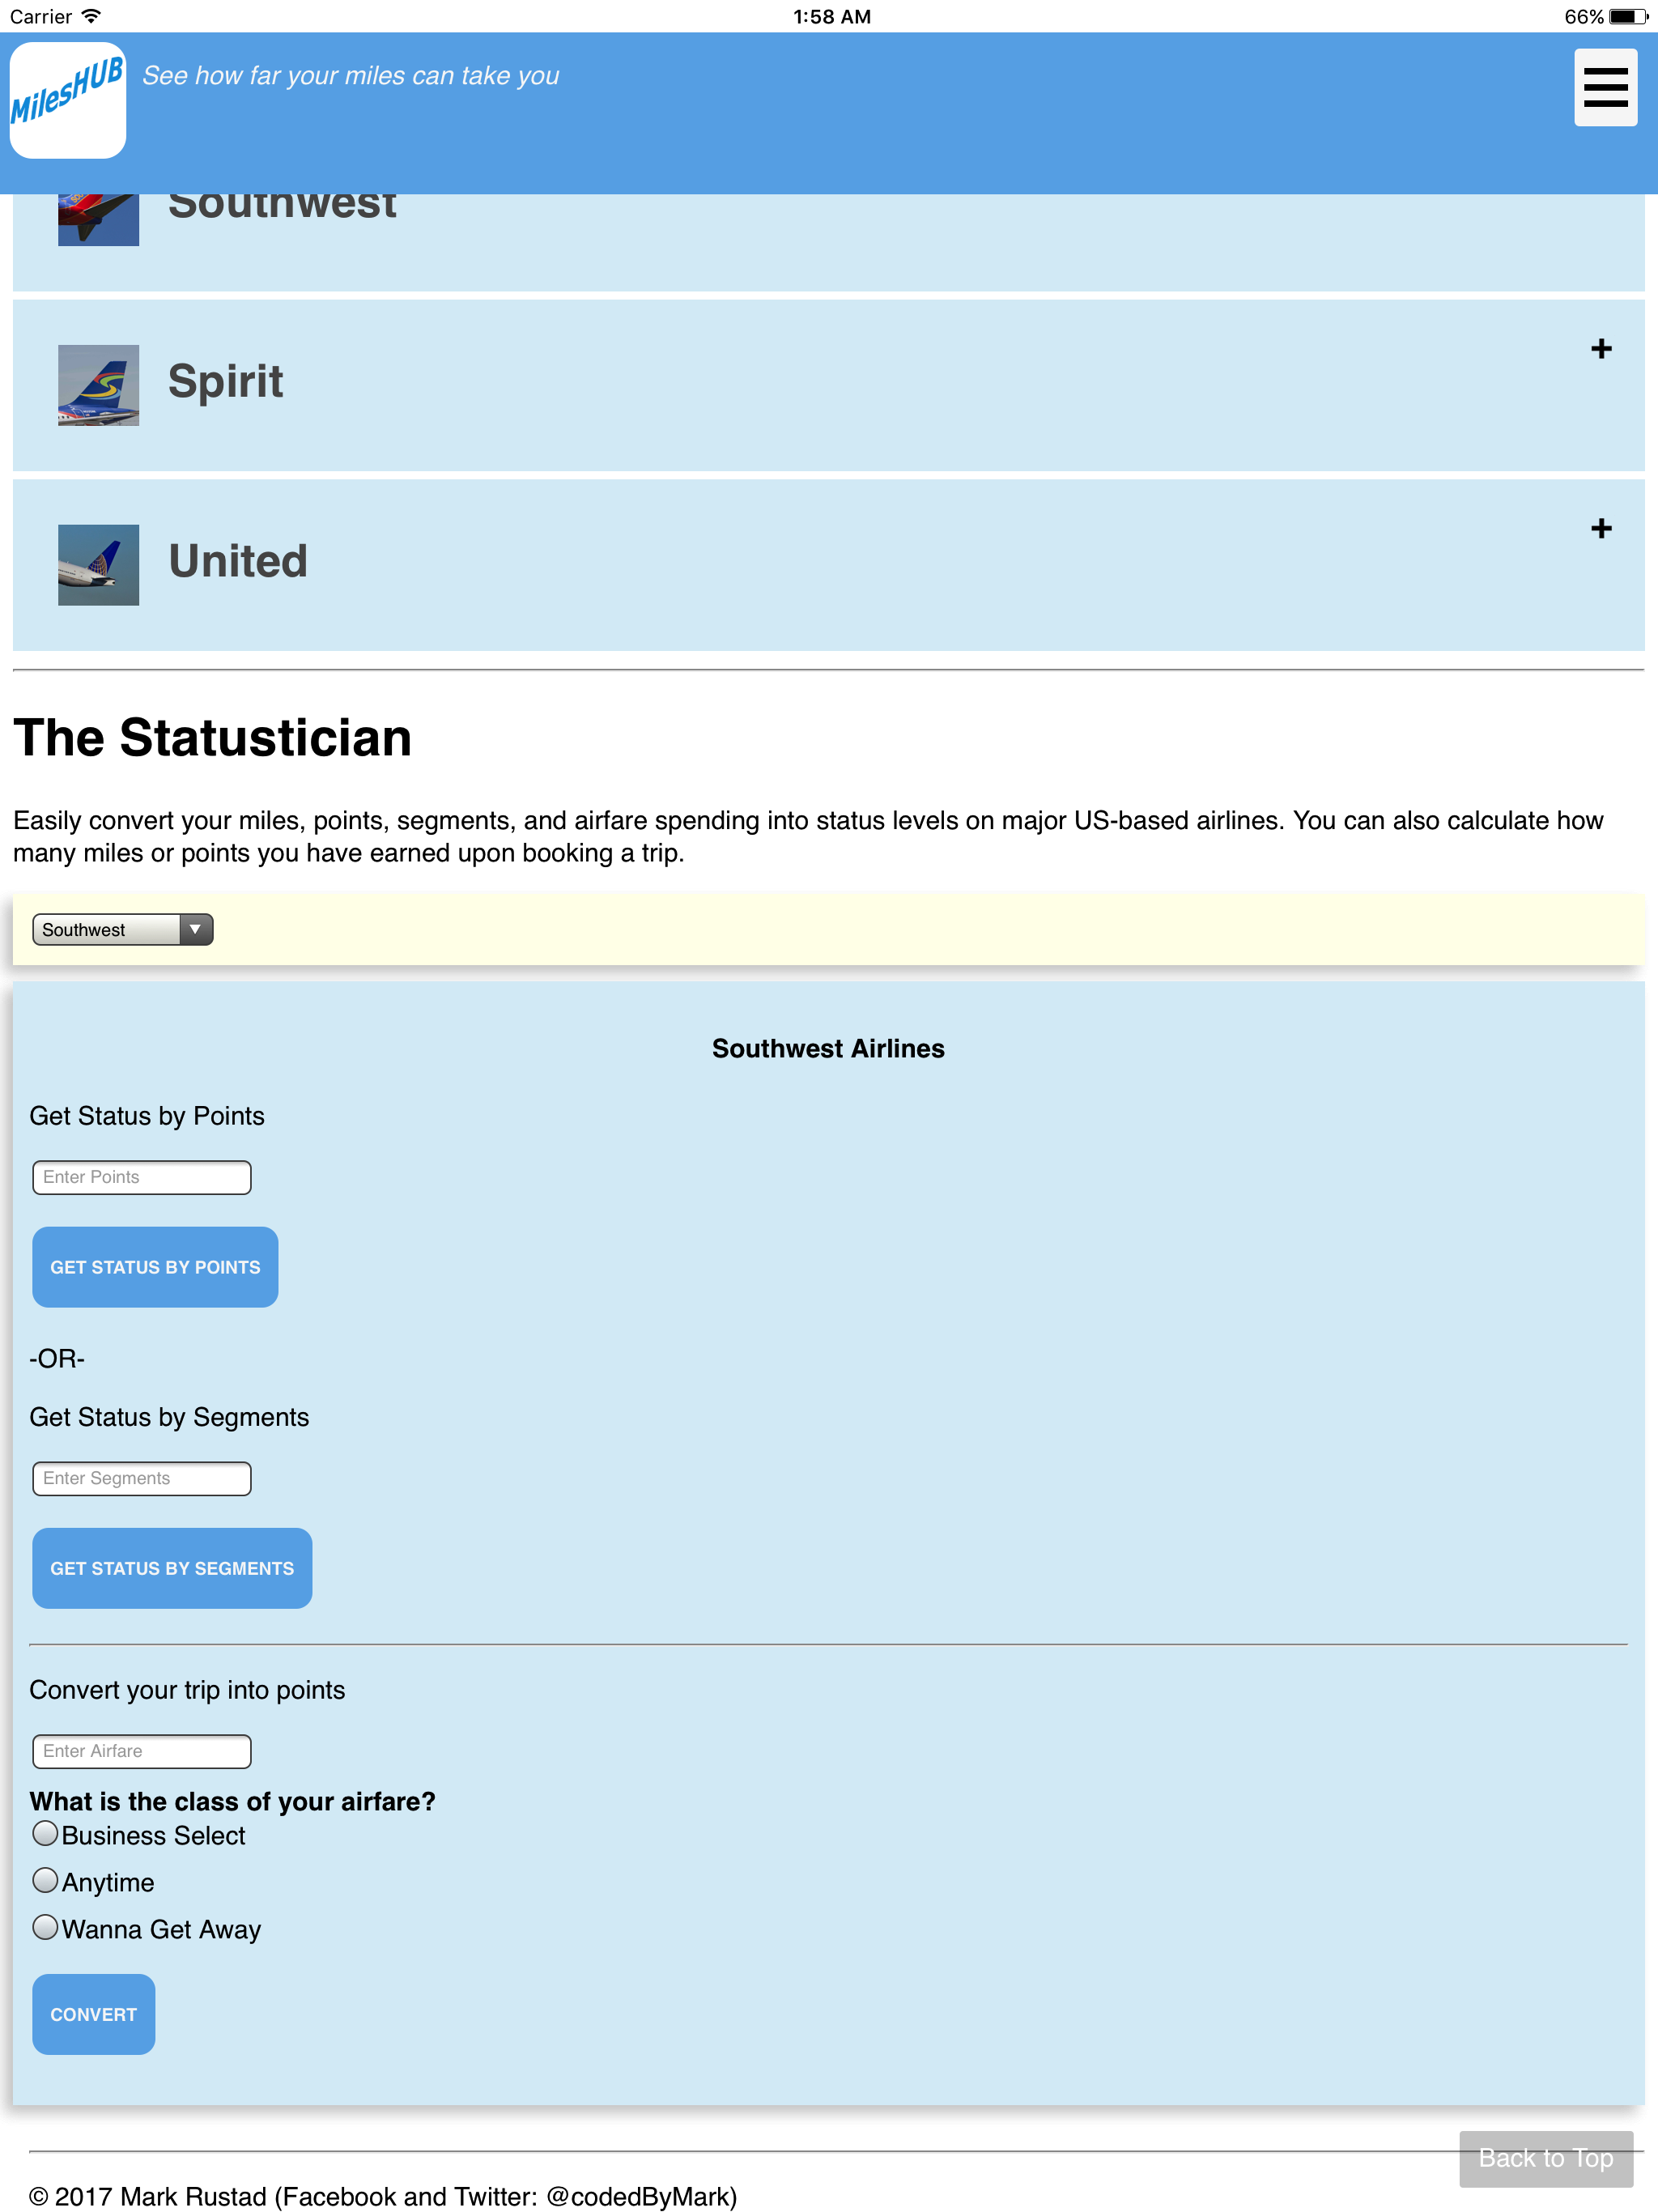 Carrier 1:58 AM 66%
MilesHUB
See how far your miles can take you
Southwest
Spirit
+
United
+
The Statustician
Easily convert your miles, points, segments, and airfare spending into status levels on major US-based airlines. You can also calculate how
many miles or points you have earned upon booking a trip.
Southwest
Southwest Airlines
Get Status by Points
Enter Points
GET STATUS BY POINTS
-OR-
Get Status by Segments
Enter Segments
GET STATUS BY SEGMENTS
Convert your trip into points
Enter Airfare
What is the class of your airfare?
Business Select
Anytime
Wanna Get Away
CONVERT
Back to Top
© 2017 Mark Rustad (Facebook and Twitter: @codedByMark)